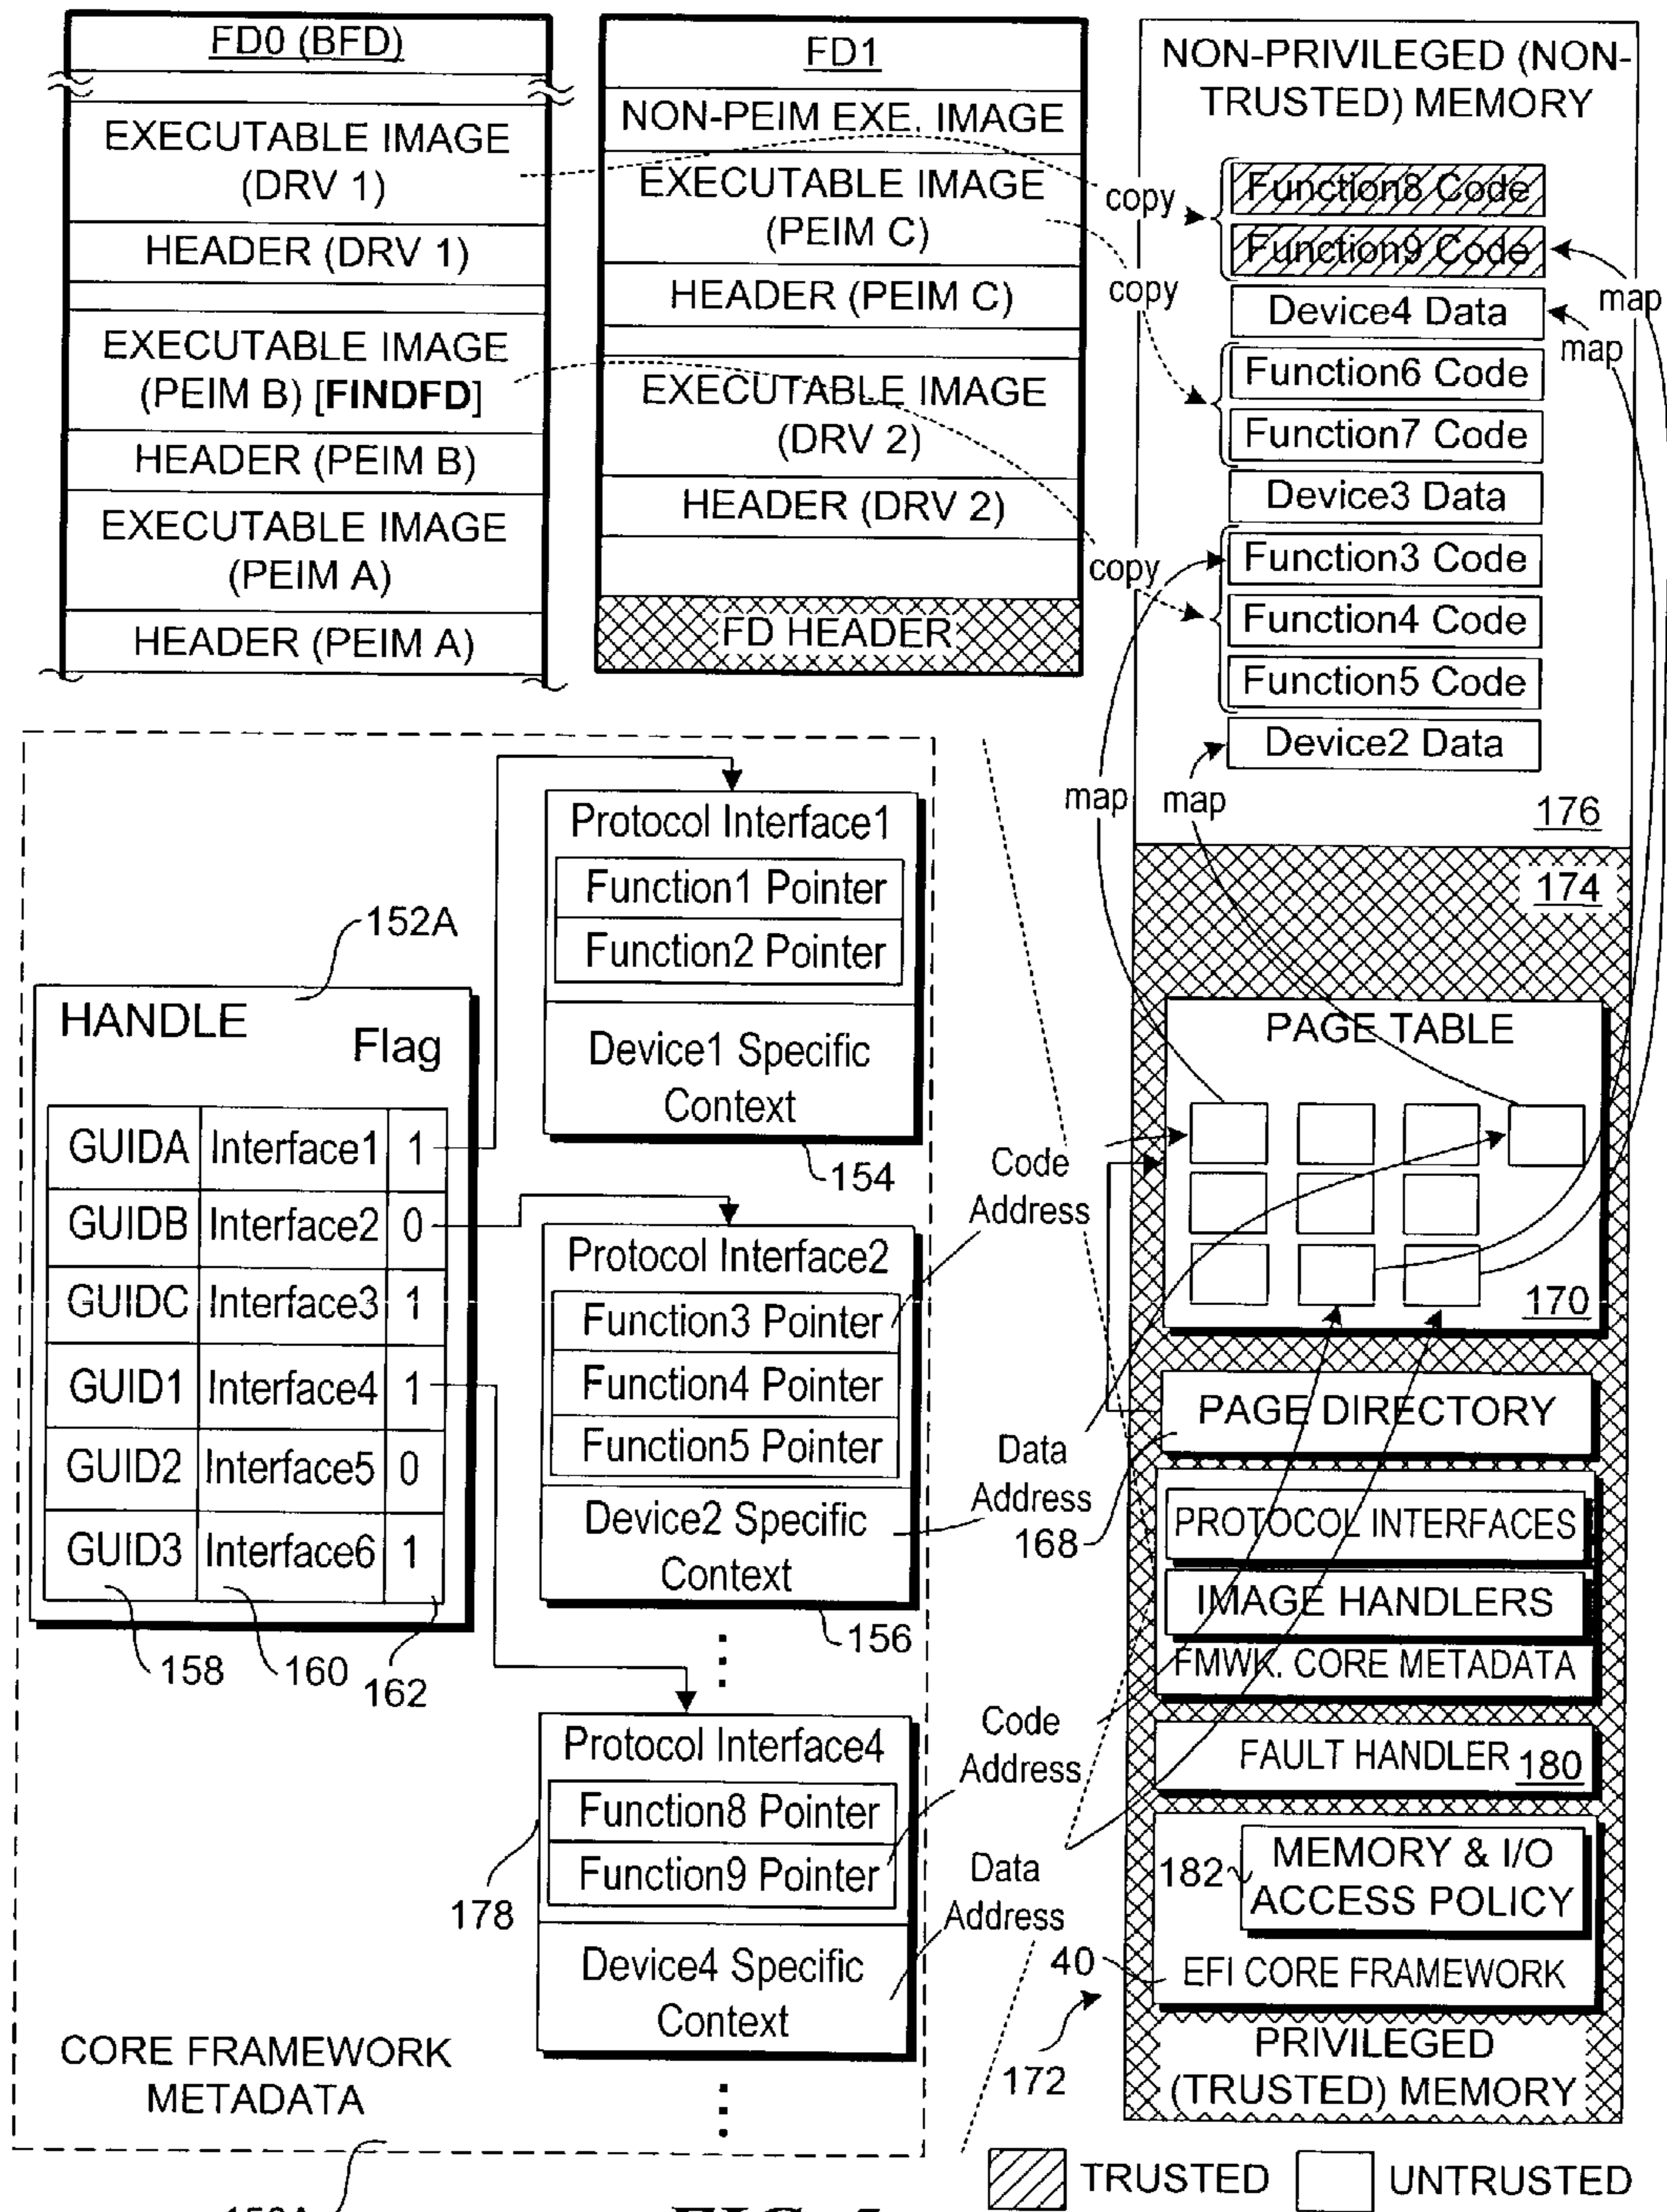 FD0 (BFD)
EXECUTABLE IMAGE
(DRV 1)
HEADER (DRV 1)
EXECUTABLE IMAGE
(PEIM B) [FINDFD]
HEADER (PEIM B)
EXECUTABLE IMAGE
(PEIM A)
HEADER (PEIM A)
FD1
NON-PEIM EXE. IMAGE
EXECUTABLE IMAGE
(PEIM C)
HEADER (PEIM C)
EXECUTABLE IMAGE
(DRV 2)
HEADER (DRV 2)
FD HEADER
NON-PRIVILEGED (NON-
TRUSTED) MEMORY
copy
copy
copy
Function8 Code
Function9 Code
Device4 Data
Function6 Code
Function7 Code
Device3 Data
Function3 Code
Function4 Code
Function5 Code
Device2 Data
map
map
map
map
176
174
152A
HANDLE
Flag
GUIDA Interface1 1
GUIDB Interface2 0
GUIDC Interface3 1
GUID1 Interface4 1
GUID2 Interface5 0
GUID3 Interface6 1
158
160
162
Protocol Interface1
Function1 Pointer
Function2 Pointer
Device1 Specific
Context
154
Protocol Interface2
Function3 Pointer
Function4 Pointer
Function5 Pointer
Device2 Specific
Context
156
Protocol Interface4
Function8 Pointer
Function9 Pointer
Device4 Specific
Context
178
CORE FRAMEWORK
METADATA
Code
Address
Data
Address
168
Code
Address
Data
Address
40
172
PAGE TABLE
170
PAGE DIRECTORY
PROTOCOL INTERFACES
IMAGE HANDLERS
FMWK. CORE METADATA
FAULT HANDLER 180
182
MEMORY & I/O
ACCESS POLICY
EFI CORE FRAMEWORK
PRIVILEGED
(TRUSTED) MEMORY
TRUSTED
UNTRUSTED